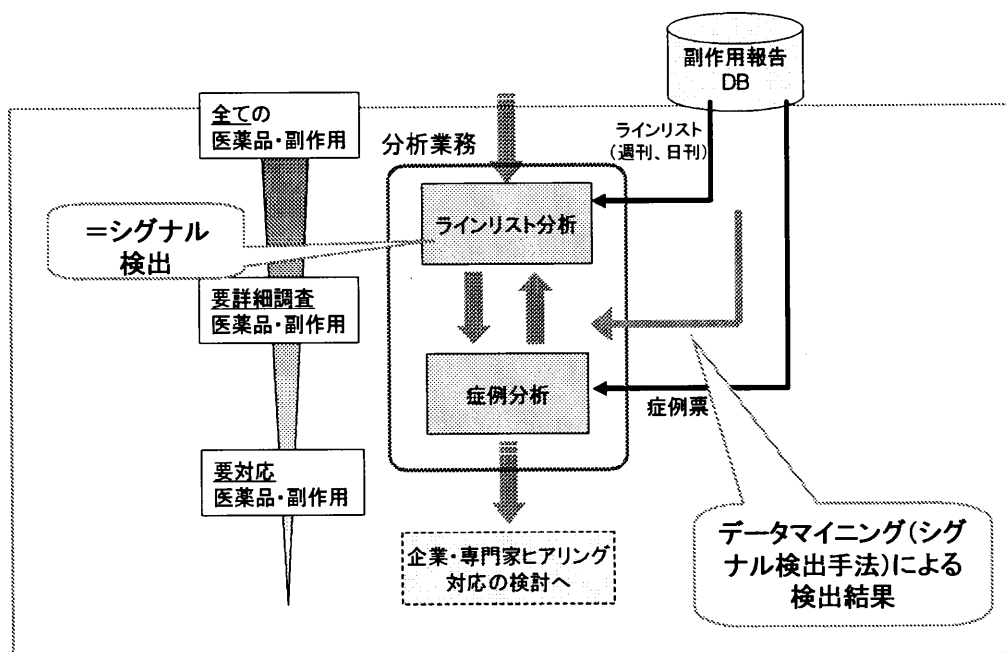 副作用報告
DB
全ての
医薬品・副作用
分析業務
ラインリスト
(週刊、日刊)
ラインリスト分析
=シグナル
検出
要詳細調査
医薬品・副作用
症例分析
症例票
要対応
医薬品・副作用
企業・専門家ヒアリング
対応の検討へ
データマイニング(シグ
ナル検出手法)による
検出結果